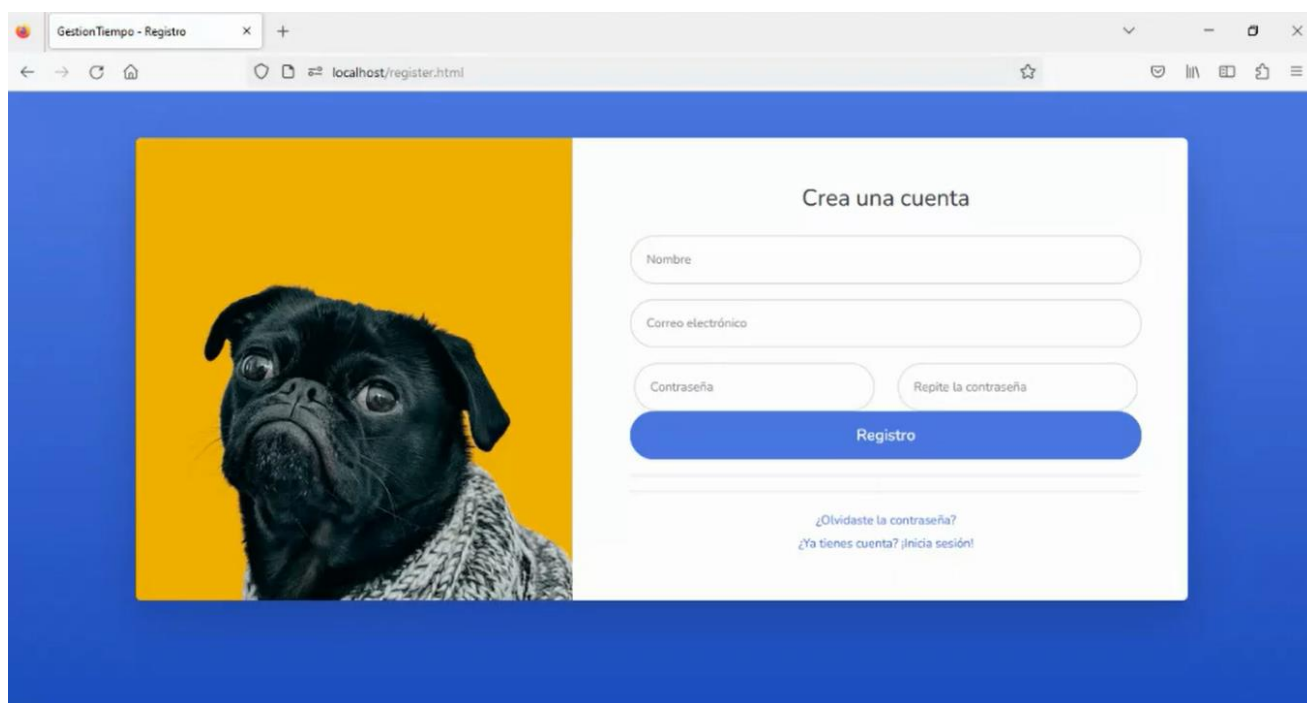 GestionTiempo - Registro
localhost/register.html
Crea una cuenta
Nombre
Correo electrónico
Contraseña
Repite la contraseña
Registro
¿Olvidaste la contraseña?
¿Ya tienes cuenta? ¡Inicia sesión!